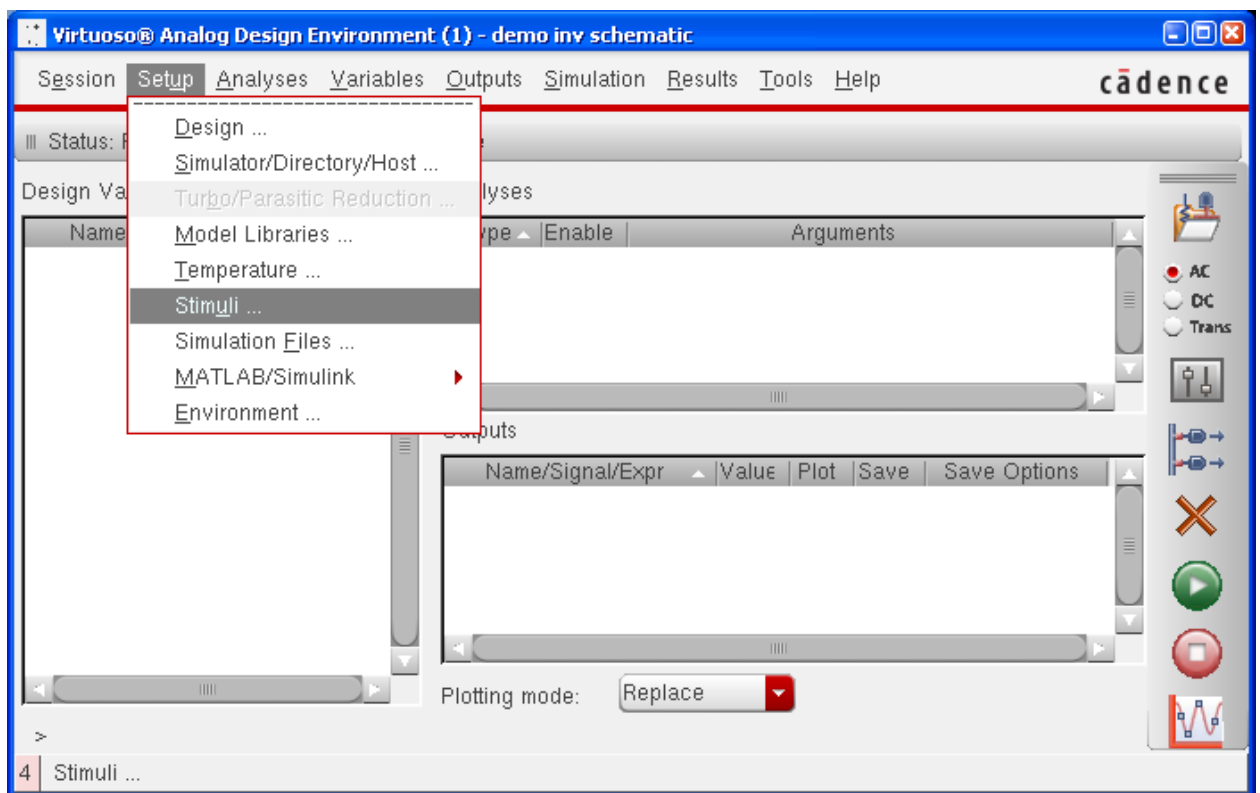 Virtuoso® Analog Design Environment (1) - demo inv schematic
Session Setup Analyses Variables Outputs Simulation Results Tools Help cādence
Status:
Design ...
Simulator/Directory/Host ...
Turbo/Parasitic Reduction ...
Model Libraries ...
Temperature ...
Stimuli ...
Simulation Files ...
MATLAB/Simulink
Environment ...
Design Va
lyses
Name
ype Enable Arguments
AC
DC
Trans
Outputs
Name/Signal/Expr Value Plot Save Save Options
Plotting mode: Replace
>
4 Stimuli ...